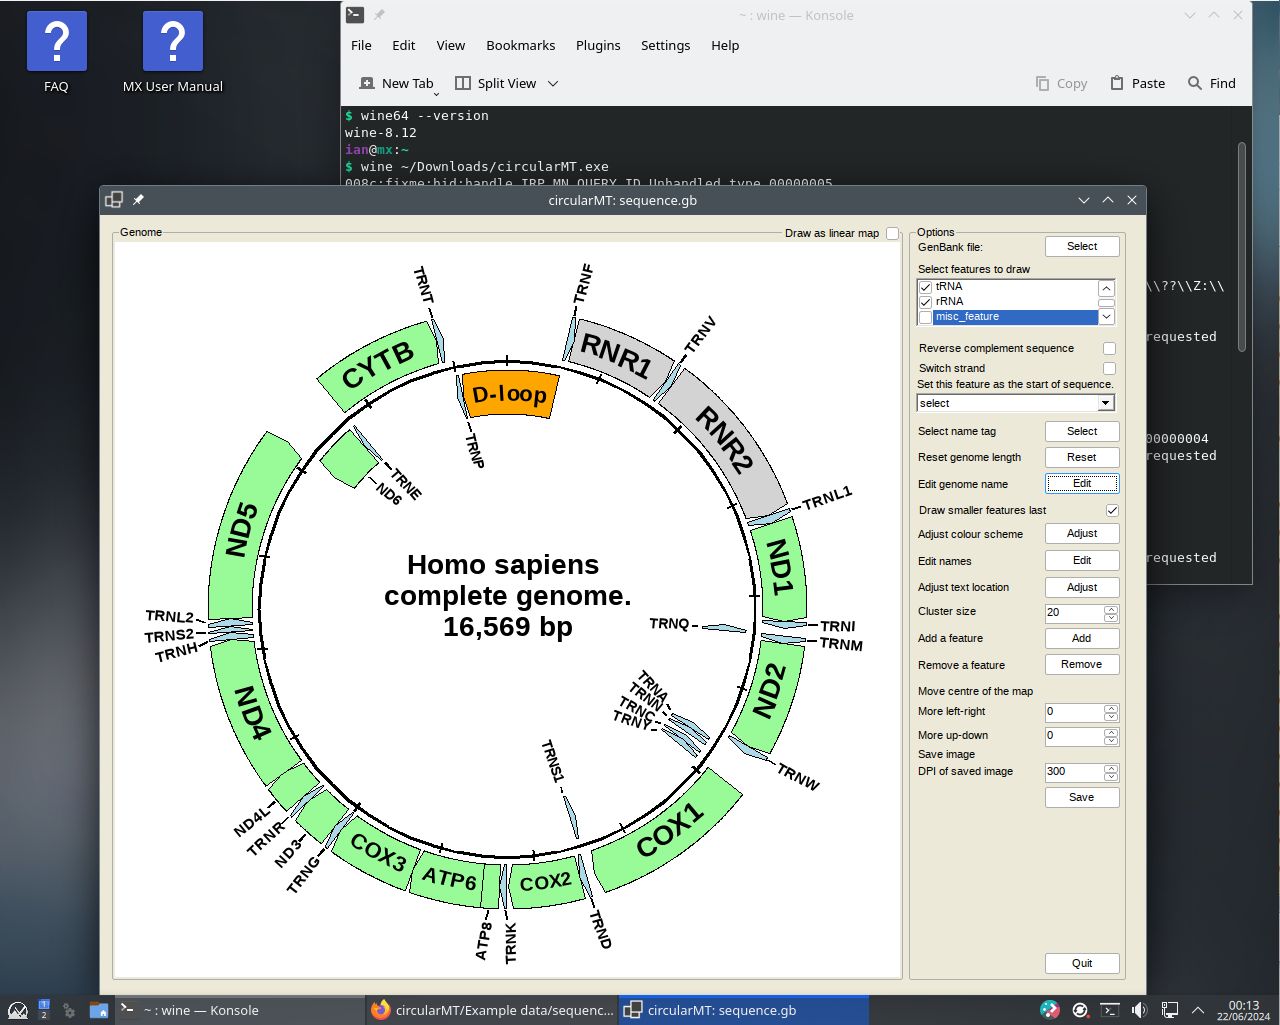 ~ : wine — Konsole
File Edit View Bookmarks Plugins Settings Help
New Tab Split View Copy Paste Find
FAQ
MX User Manual
$ wine64 --version
wine-8.12
ian@mx:~
$ wine ~/Downloads/circularMT.exe
008c:fixme:hid:handle_IRP_MN_QUERY_ID Unhandled type 00000005
\\??\\Z:\\
requested
00000004
requested
requested
circularMT: sequence.gb
Genome
Draw as linear map
TRNT
TRNF
CYTB
RNR1
TRNV
D-loop
TRNP
RNR2
TRNE
ND6
TRNL1
ND5
ND1
Homo sapiens
complete genome.
16,569 bp
TRNL2
TRNS2
TRNH
TRNQ
TRNI
TRNM
ND4
ND2
TRNA
TRNN
TRNC
TRNY
TRNS1
TRNW
ND4L
TRNR
ND3
TRNG
COX3
ATP6
ATP8
TRNK
COX2
TRND
COX1
Options
GenBank file: Select
Select features to draw
tRNA
rRNA
misc_feature
Reverse complement sequence
Switch strand
Set this feature as the start of sequence.
select
Select name tag Select
Reset genome length Reset
Edit genome name Edit
Draw smaller features last
Adjust colour scheme Adjust
Edit names Edit
Adjust text location Adjust
Cluster size 20
Add a feature Add
Remove a feature Remove
Move centre of the map
More left-right 0
More up-down 0
Save image
DPI of saved image 300
Save
Quit
1
2
~ : wine — Konsole
circularMT/Example data/sequenc...
circularMT: sequence.gb
00:13
22/06/2024